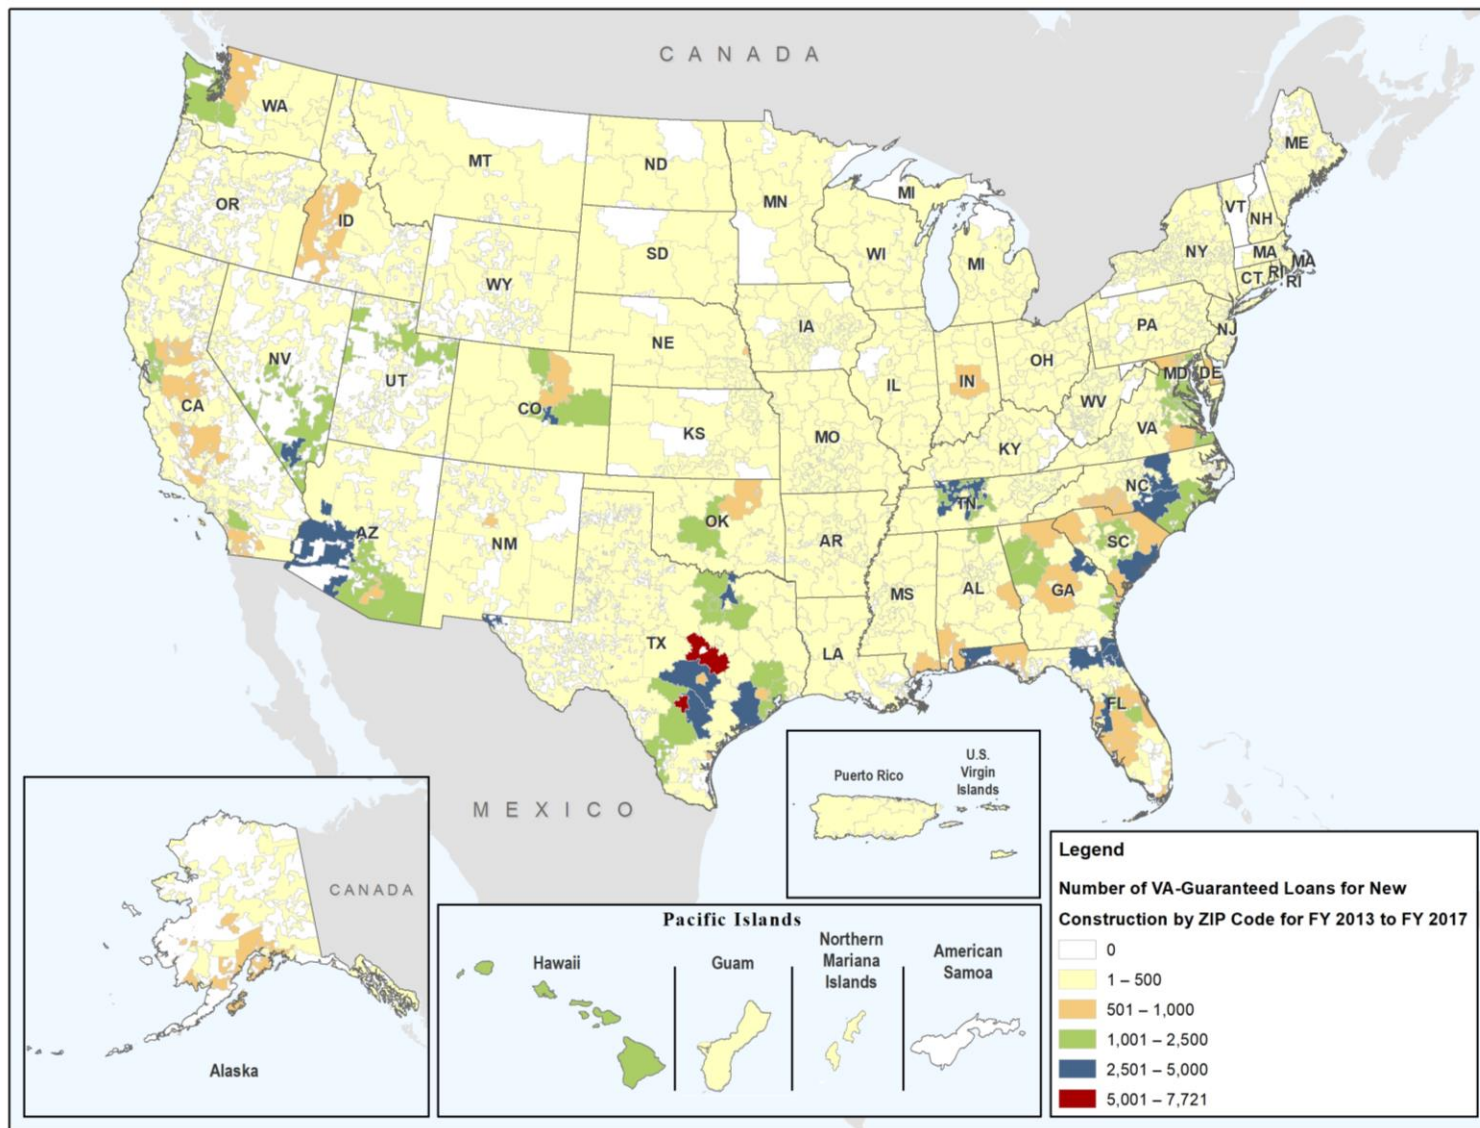 CANADA
WA
MT
ND
ME
OR
ID
MN
MI
VT
NH
SD
WI
MI
NY
MA
MA
WY
CT
RI
RI
IA
PA
NE
NJ
NV
OH
UT
IL
IN
MD
DE
CA
CO
WV
KS
MO
VA
KY
NC
TN
AZ
OK
NM
AR
SC
MS
AL
GA
TX
LA
FL
MEXICO
Puerto Rico
U.S.
Virgin
Islands
CANADA
Alaska
Pacific Islands
Hawaii
Guam
Northern
Mariana
Islands
American
Samoa
Legend
Number of VA-Guaranteed Loans for New
Construction by ZIP Code for FY 2013 to FY 2017
0
1 – 500
501 – 1,000
1,001 – 2,500
2,501 – 5,000
5,001 – 7,721